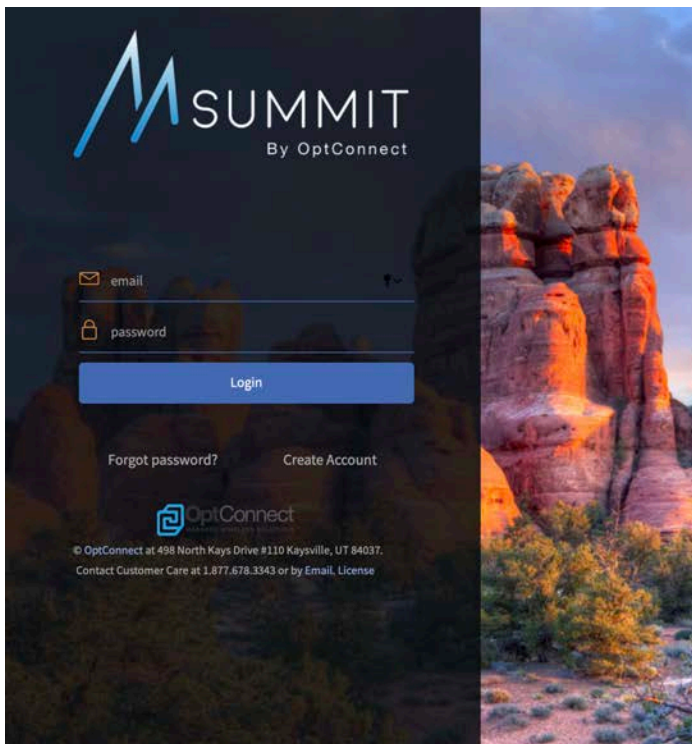 SUMMIT
By OptConnect
email
password
Login
Forgot password? Create Account
OptConnect
© OptConnect at 498 North Kays Drive #110 Kaysville, UT 84037.
Contact Customer Care at 1.877.678.3343 or by Email. License